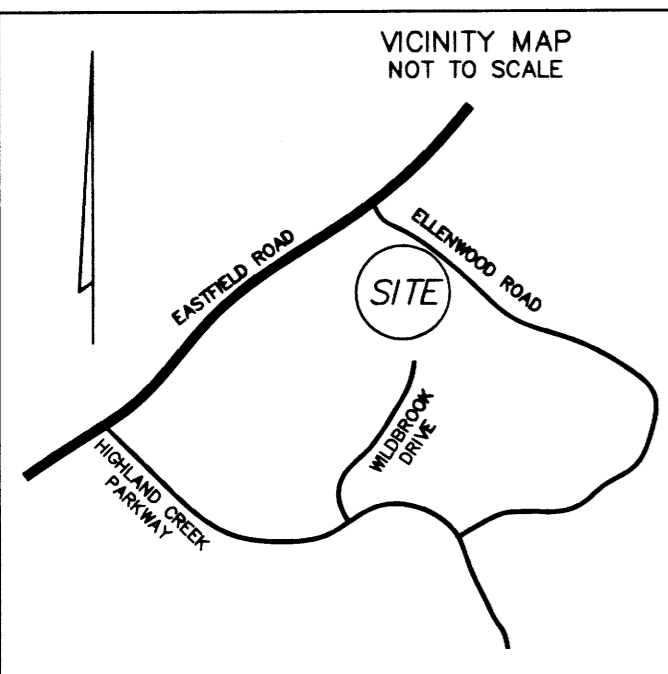 VICINITY MAP
NOT TO SCALE
EASTFIELD ROAD
ELLENWOOD ROAD
SITE
WILDBROOK
DRIVE
HIGHLAND CREEK
PARKWAY